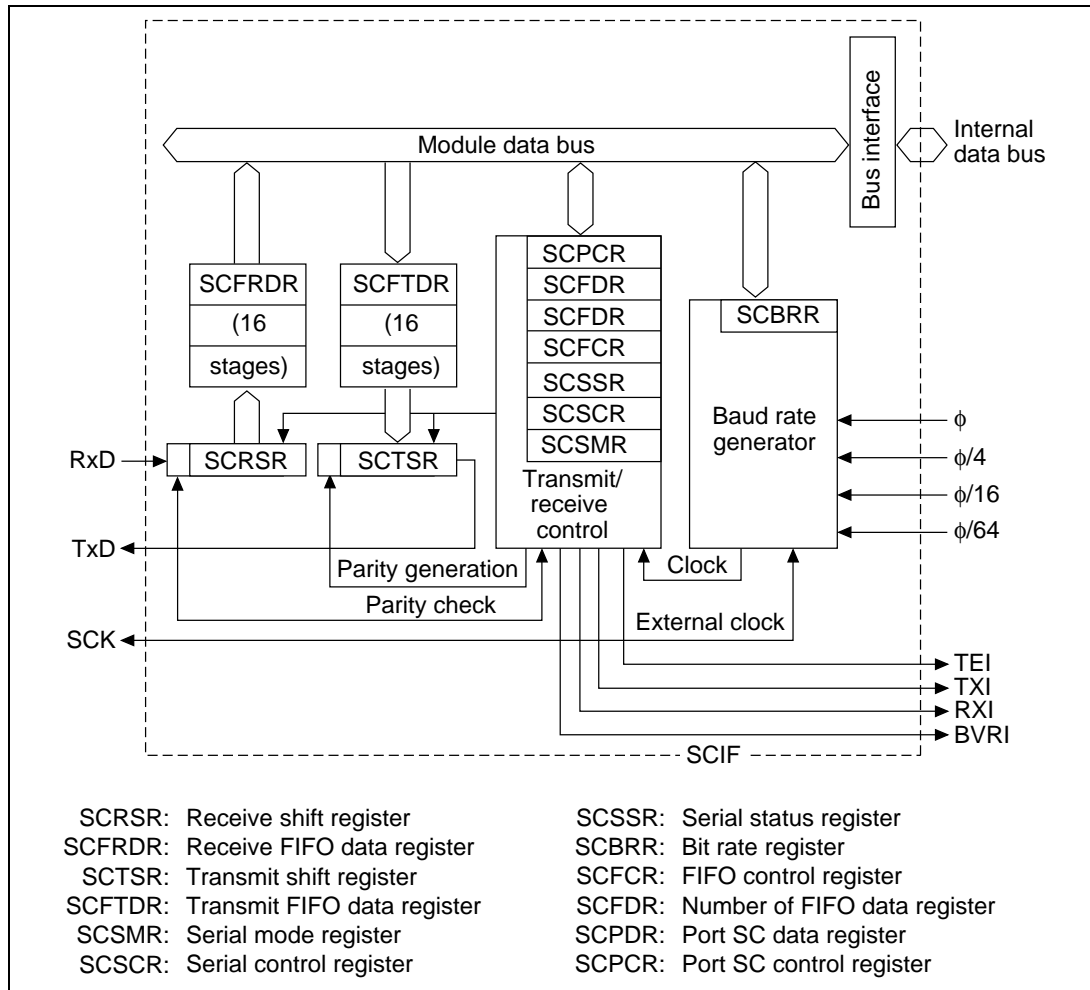 Bus interface
Internal
data bus
Module data bus
SCFRDR
(16
stages)
SCFTDR
(16
stages)
SCPCR
SCFDR
SCFDR
SCFCR
SCSSR
SCSCR
SCSMR
Transmit/
receive
control
SCBRR
Baud rate
generator
ϕ
ϕ/4
ϕ/16
ϕ/64
RxD
SCRSR
SCTSR
TxD
Parity generation
Parity check
Clock
SCK
External clock
TEI
TXI
RXI
BVRI
SCIF
SCRSR: Receive shift register
SCFRDR: Receive FIFO data register
SCTSR: Transmit shift register
SCFTDR: Transmit FIFO data register
SCSMR: Serial mode register
SCSCR: Serial control register
SCSSR: Serial status register
SCBRR: Bit rate register
SCFCR: FIFO control register
SCFDR: Number of FIFO data register
SCPDR: Port SC data register
SCPCR: Port SC control register